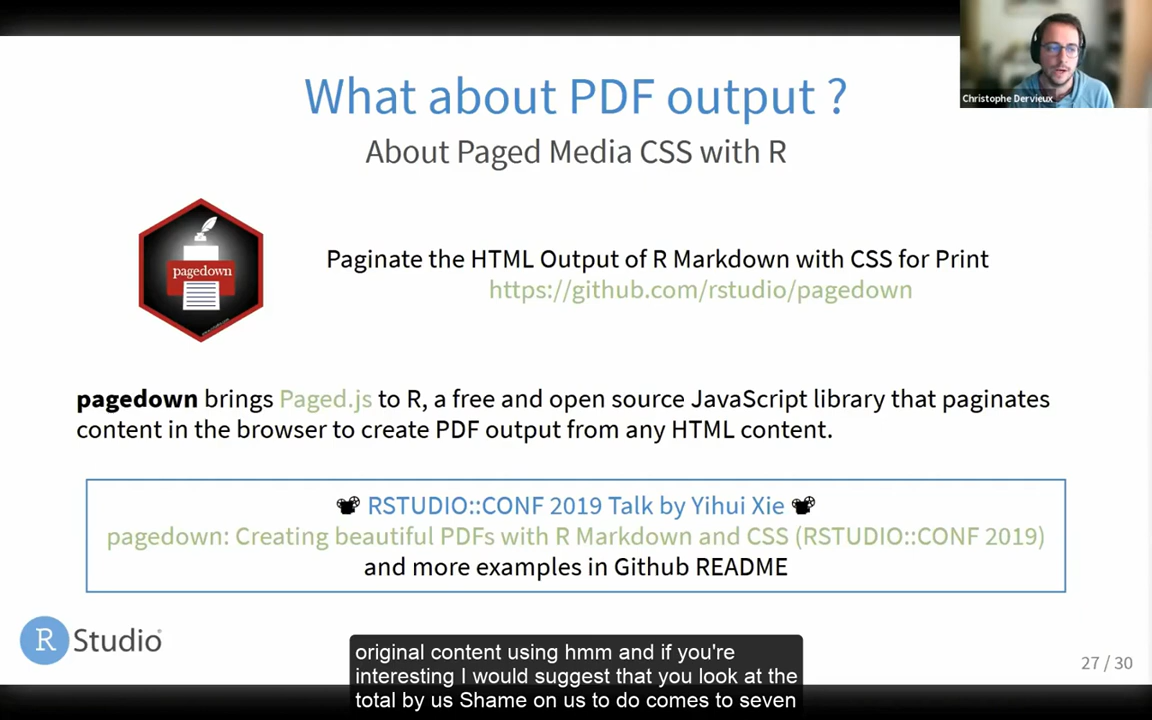 What about PDF output ?
Christophe Dervieux
About Paged Media CSS with R
pagedown
Paginate the HTML Output of R Markdown with CSS for Print
https://github.com/rstudio/pagedown
pagedown brings Paged.js to R, a free and open source JavaScript library that paginates
content in the browser to create PDF output from any HTML content.
RSTUDIO::CONF 2019 Talk by Yihui Xie
pagedown: Creating beautiful PDFs with R Markdown and CSS (RSTUDIO::CONF 2019)
and more examples in Github README
R Studio
original content using hmm and if you're
interesting I would suggest that you look at the
total by us Shame on us to do comes to seven
27 / 30